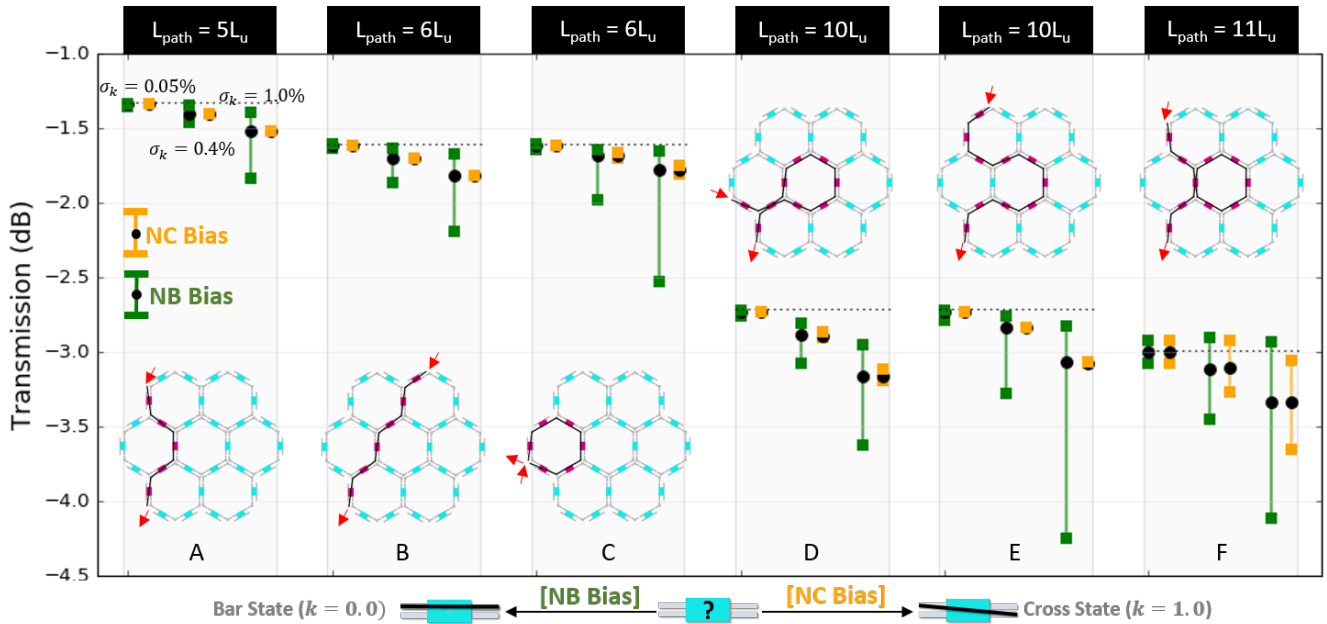 L_path = 5L_u
L_path = 6L_u
L_path = 6L_u
L_path = 10L_u
L_path = 10L_u
L_path = 11L_u
Transmission (dB)
−1.0
−1.5
−2.0
−2.5
−3.0
−3.5
−4.0
−4.5
σ_k = 0.05%
σ_k = 1.0%
σ_k = 0.4%
NC Bias
NB Bias
A
B
C
D
E
F
Bar State (k = 0.0)
[NB Bias]
?
[NC Bias]
Cross State (k = 1.0)